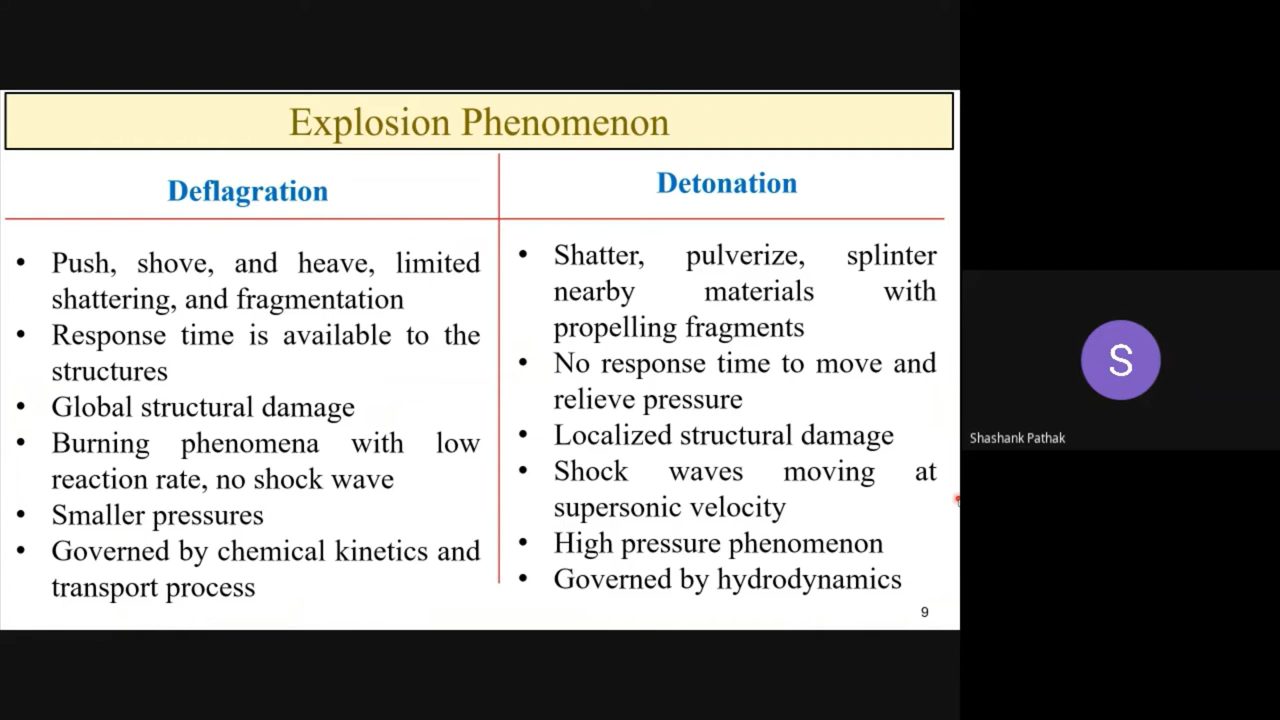 Explosion Phenomenon
Deflagration
• Push, shove, and heave, limited
shattering, and fragmentation
• Response time is available to the
structures
• Global structural damage
• Burning phenomena with low
reaction rate, no shock wave
• Smaller pressures
• Governed by chemical kinetics and
transport process
Detonation
• Shatter, pulverize, splinter
nearby materials with
propelling fragments
• No response time to move and
relieve pressure
• Localized structural damage
• Shock waves moving at
supersonic velocity
• High pressure phenomenon
• Governed by hydrodynamics
9
S
Shashank Pathak